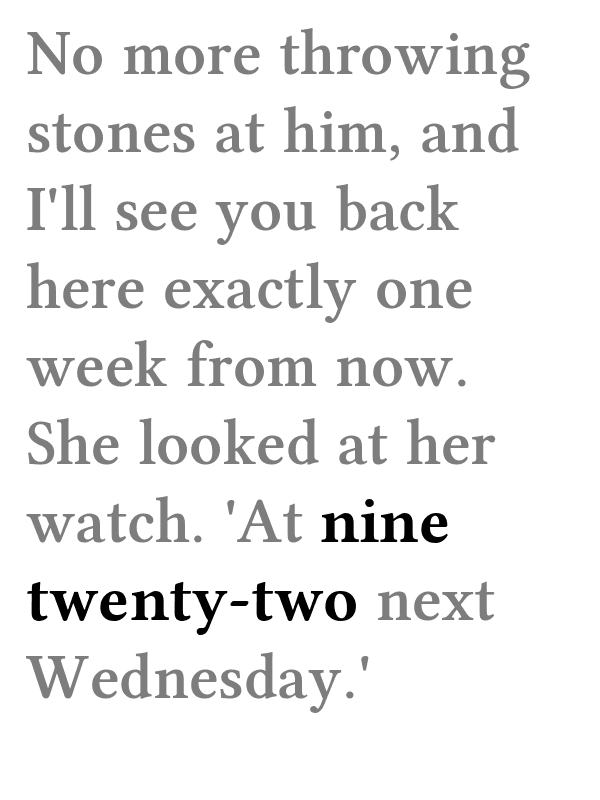 No more throwing
stones at him, and
I'll see you back
here exactly one
week from now.
She looked at her
watch. 'At nine
twenty-two next
Wednesday.'